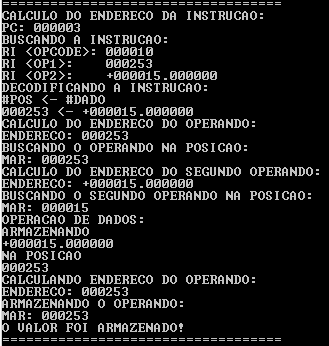 ===================================
CALCULO DO ENDERECO DA INSTRUCAO:
PC: 000003
BUSCANDO A INSTRUCAO:
RI <OPCODE>: 000010
RI <OP1>:    000253
RI <OP2>:    +000015.000000
DECODIFICANDO A INSTRUCAO:
#POS <- #DADO
000253 <- +000015.000000
CALCULO DO ENDERECO DO OPERANDO:
ENDERECO: 000253
BUSCANDO O OPERANDO NA POSICAO:
MAR: 000253
CALCULO DO ENDERECO DO SEGUNDO OPERANDO:
ENDERECO: +000015.000000
BUSCANDO O SEGUNDO OPERANDO NA POSICAO:
MAR: 000015
OPERACAO DE DADOS:
ARMAZENANDO
+000015.000000
NA POSICAO
000253
CALCULANDO ENDERECO DO OPERANDO:
ENDERECO: 000253
ARMAZENANDO O OPERANDO:
MAR: 000253
O VALOR FOI ARMAZENADO!
===================================